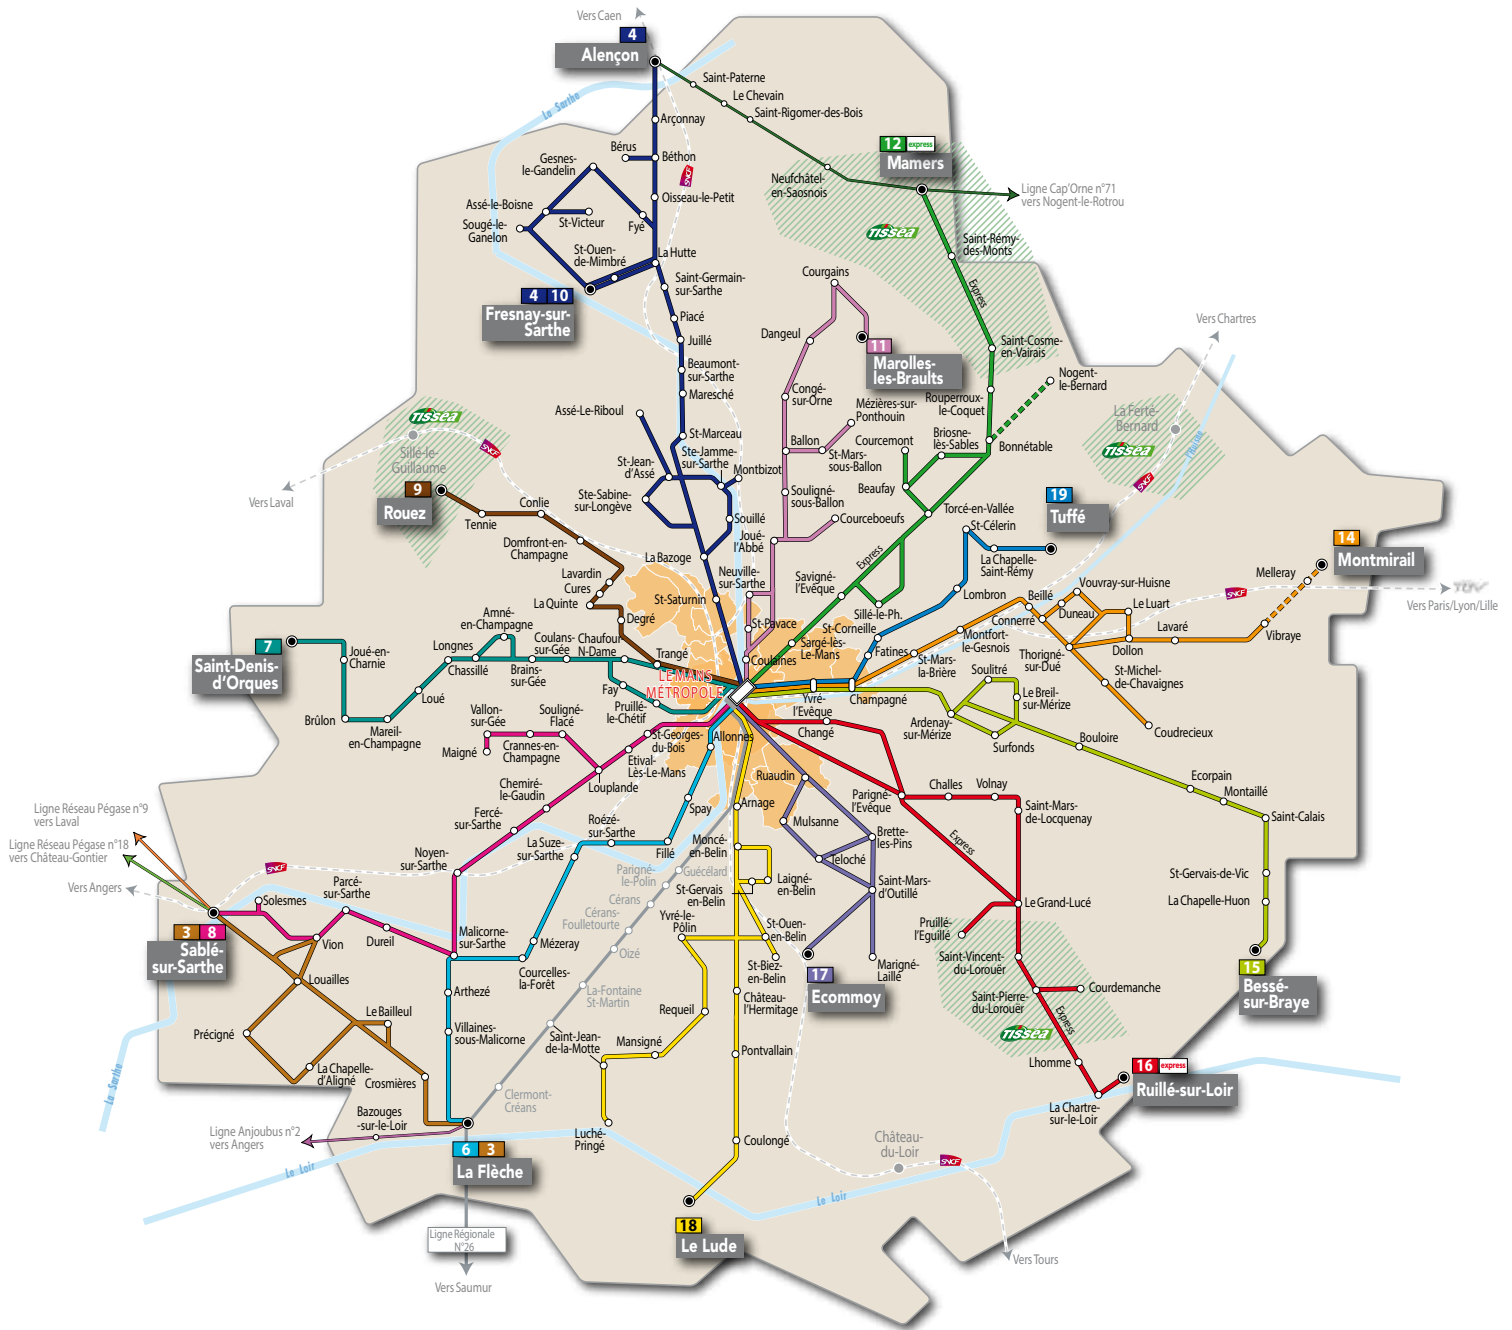 Vers Caen
4
Alençon
La Sarthe
Saint-Paterne
Le Chevain
Saint-Rigomer-des-Bois
Arçonnay
Bérus
Béthon
Gesnes-
le-Gandelin
SNCF
Oisseau-le-Petit
Assé-le-Boisne
St-Victeur
Sougé-le-
Ganelon
Fyé
St-Ouen-
de-Mimbré
La Hutte
Saint-Germain-
sur-Sarthe
4 10
Fresnay-sur-
Sarthe
Piacé
Juillé
Beaumont-
sur-Sarthe
Maresché
St-Marceau
12 express
Mamers
Neufchâtel-
en-Saosnois
Ligne Cap'Orne n°71
vers Nogent-le-Rotrou
Tisséa
Saint-Rémy-
des-Monts
Express
Courgains
Dangeul
11
Marolles-
les-Braults
Saint-Cosme-
en-Vairais
Vers Chartres
Nogent-
le-Bernard
Rouperroux-
le-Coquet
Congé-
sur-Orne
Mézières-sur-
Ponthouin
Courcemont
Briosne-
lès-Sables
Bonnétable
La Ferté-
Bernard
Tisséa
l'Huisne
SNCF
Assé-Le-Riboul
Tisséa
Sillé-le-
Guillaume
SNCF
Vers Laval
9
Rouez
Tennie
Conlie
Domfront-en-
Champagne
Lavardin
Cures
La Quinte
Degré
St-Jean-
d'Assé
Ste-Jamme-
sur-Sarthe
Montbizot
Ste-Sabine-
sur-Longève
Souillé
La Bazoge
St-Saturnin
Ballon
St-Mars-
sous-Ballon
Beaufay
Souligné-
sous-Ballon
Courceboeufs
Joué-
l'Abbé
Neuville-
sur-Sarthe
Torcé-en-Vallée
Express
Savigné-
l'Evêque
Sillé-le-Ph.
St-Pavace
Coulaines
Sargé-lès-
Le-Mans
19
Tuffé
St-Célerin
La Chapelle-
Saint-Rémy
Lombron
St-Corneille
Fatines
14
Montmirail
Melleray
TGV
Vers Paris/Lyon/Lille
SNCF
Vouvray-sur-Huisne
Beillé
Duneau
Le Luart
Connerré
Lavaré
Vibraye
Dollon
Montfort-
le-Gesnois
Thorigné-
sur-Dué
St-Mars-
la-Brière
St-Michel-
de-Chavaignes
Coudrecieux
7
Saint-Denis-
d'Orques
Joué-en-
Charnie
Longnes
Amné-
en-Champagne
Coulans-
sur-Gée
Chaufour-
N-Dame
Trangé
Chassillé
Brains-
sur-Gée
Loué
Fay
Pruillé-
le-Chétif
Brûlon
Mareil-
en-Champagne
LE MANS
MÉTROPOLE
Yvré-
l'Evêque
Champagné
Changé
Soulitré
Le Breil-
sur-Mérize
Ardenay-
sur-Mérize
Surfonds
Bouloire
Ecorpain
Montaillé
Saint-Calais
St-Gervais-de-Vic
La Chapelle-Huon
15
Bessé-
sur-Braye
Vallon-
sur-Gée
Souligné-
Flacé
Maigné
Crannes-en-
Champagne
St-Georges-
du-Bois
Etival-
Lès-Le-Mans
Louplande
Chemiré-
le-Gaudin
Fercé-
sur-Sarthe
Noyen-
sur-Sarthe
Allonnes
Spay
Roézé-
sur-Sarthe
La Suze-
sur-Sarthe
Fillé
Ruaudin
Arnage
Mulsanne
Moncé-
en-Belin
Teloché
Brette-
les-Pins
Laigné-
en-Belin
St-Gervais
en-Belin
Saint-Mars-
d'Outillé
Parigné-
l'Evéque
Challes
Volnay
Saint-Mars-
de-Locquenay
Express
Le Grand-Lucé
Pruillé-
l'Eguillé
Saint-Vincent-
du-Lorouër
Saint-Pierre-
du-Lorouër
Courdemanche
Tisséa
Express
Lhomme
La Chartre-
sur-le-Loir
16 express
Ruillé-sur-Loir
Ligne Réseau Pégase n°9
vers Laval
Ligne Réseau Pégase n°18
vers Château-Gontier
Vers Angers
SNCF
Solesmes
Parcé-
sur-Sarthe
3 8
Sablé-
sur-Sarthe
Vion
Dureil
Malicorne-
sur-Sarthe
Mézeray
Courcelles-
la-Forêt
Louailles
Précigné
Le Bailleul
La Chapelle-
d'Aligné
Crosmières
Arthezé
Villaines-
sous-Malicorne
La Sarthe
Parigné-
le-Polin
Guécélard
Cérans
Cérans-
Foulletourte
Oizé
La-Fontaine
St-Martin
Saint-Jean-
de-la-Motte
Clermont-
Créans
Yvré-le-
Pôlin
St-Ouen-
en-Belin
St-Biez-
en-Belin
Requeil
Château-
l'Hermitage
Mansigné
Pontvallain
Luché-
Pringé
Coulongé
17
Ecommoy
Marigné-
Laillé
Bazouges
-sur-le-Loir
Ligne Anjoubus n°2
vers Angers
Le Loir
6 3
La Flèche
Ligne Régionale
N°26
Vers Saumur
18
Le Lude
Le Loir
Château-
du-Loir
SNCF
Vers Tours